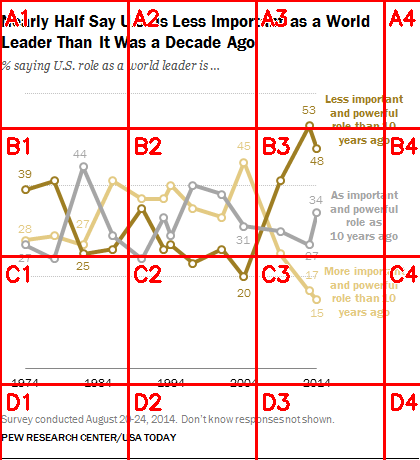 Nearly Half Say U.S. Is Less Important as a World
Leader Than It Was a Decade Ago
% saying U.S. role as a world leader is ...
A1 A2 A3 A4
53
Less important
and powerful
role than 10
years ago
B1 B2 B3 B4
39
44
45
48
34
As important
and powerful
role as
10 years ago
28
27
27
25
31
27
C1 C2 C3 C4
20
17
15
More important
and powerful
role than 10
years ago
1974 1984 1994 2004 2014
D1 D2 D3 D4
Survey conducted August 20-24, 2014. Don't know responses not shown.
PEW RESEARCH CENTER/USA TODAY